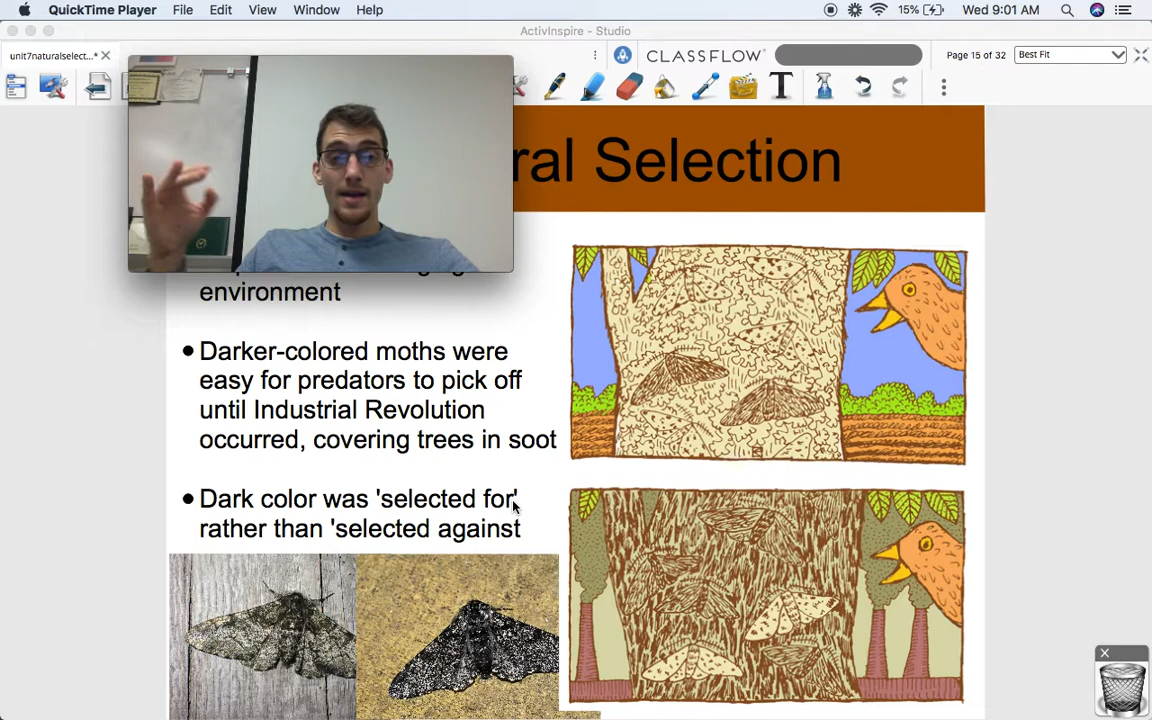 QuickTime Player File Edit View Window Help 15% Wed 9:01 AM
ActivInspire - Studio
unit7naturalselect...*
CLASSFLOW
Page 15 of 32
Best Fit
T
ral Selection
environment
Darker-colored moths were
easy for predators to pick off
until Industrial Revolution
occurred, covering trees in soot
Dark color was 'selected for'
rather than 'selected against